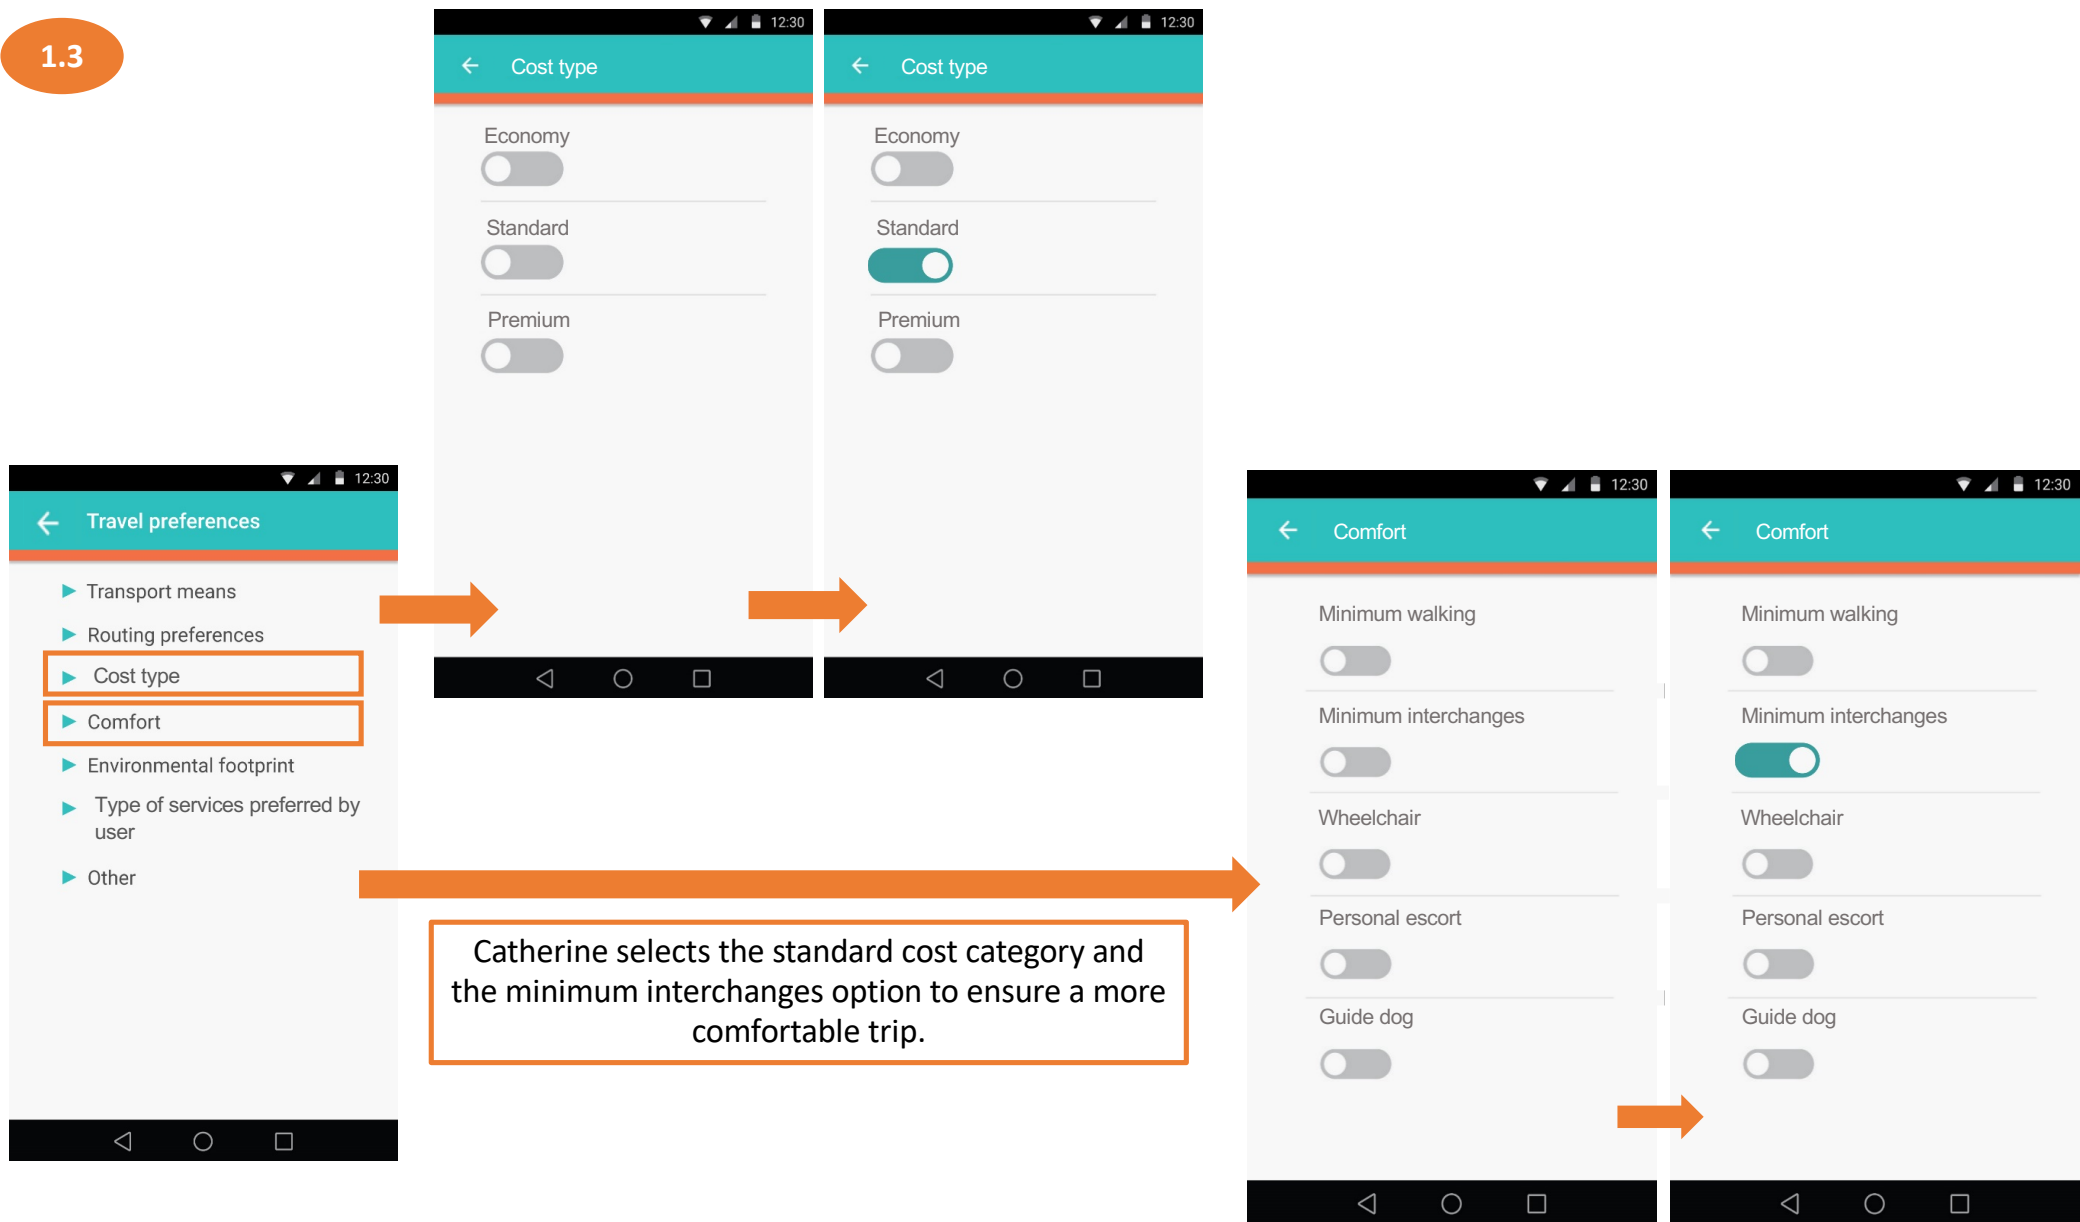 1.3
12:30
Cost type
Economy
Standard
Premium
12:30
Cost type
Economy
Standard
Premium
12:30
Travel preferences
Transport means
Routing preferences
Cost type
Comfort
Environmental footprint
Type of services preferred by
user
Other
Catherine selects the standard cost category and
the minimum interchanges option to ensure a more
comfortable trip.
12:30
Comfort
Minimum walking
Minimum interchanges
Wheelchair
Personal escort
Guide dog
12:30
Comfort
Minimum walking
Minimum interchanges
Wheelchair
Personal escort
Guide dog